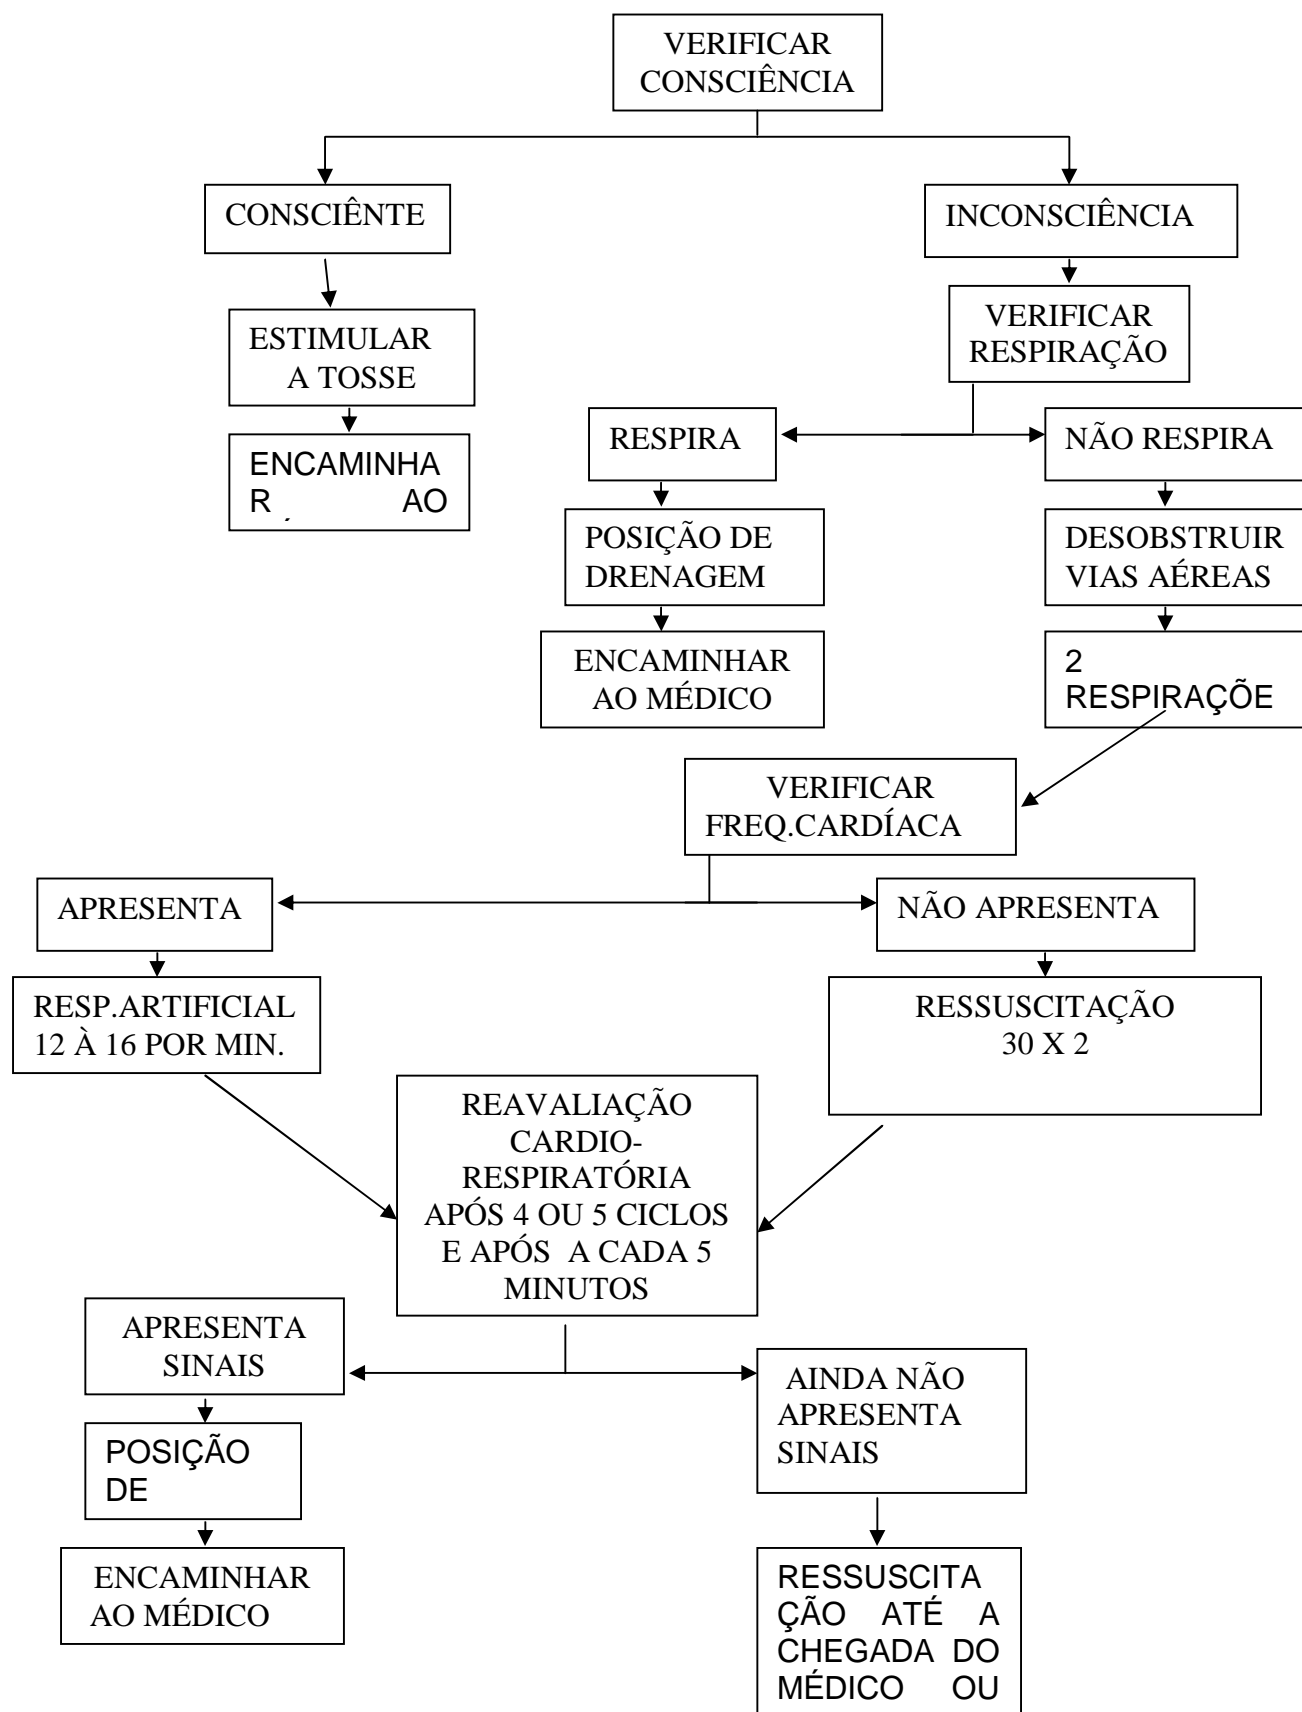 VERIFICAR
CONSCIÊNCIA
CONSCIÊNTE
INCONSCIÊNCIA
ESTIMULAR
A TOSSE
VERIFICAR
RESPIRAÇÃO
ENCAMINHA
R AO
RESPIRA
NÃO RESPIRA
POSIÇÃO DE
DRENAGEM
DESOBSTRUIR
VIAS AÉREAS
ENCAMINHAR
AO MÉDICO
2
RESPIRAÇÕE
VERIFICAR
FREQ.CARDÍACA
APRESENTA
NÃO APRESENTA
RESP.ARTIFICIAL
12 À 16 POR MIN.
RESSUSCITAÇÃO
30 X 2
REAVALIAÇÃO
CARDIO-
RESPIRATÓRIA
APÓS 4 OU 5 CICLOS
E APÓS A CADA 5
MINUTOS
APRESENTA
SINAIS
AINDA NÃO
APRESENTA
SINAIS
POSIÇÃO
DE
ENCAMINHAR
AO MÉDICO
RESSUSCITA
ÇÃO ATÉ A
CHEGADA DO
MÉDICO OU